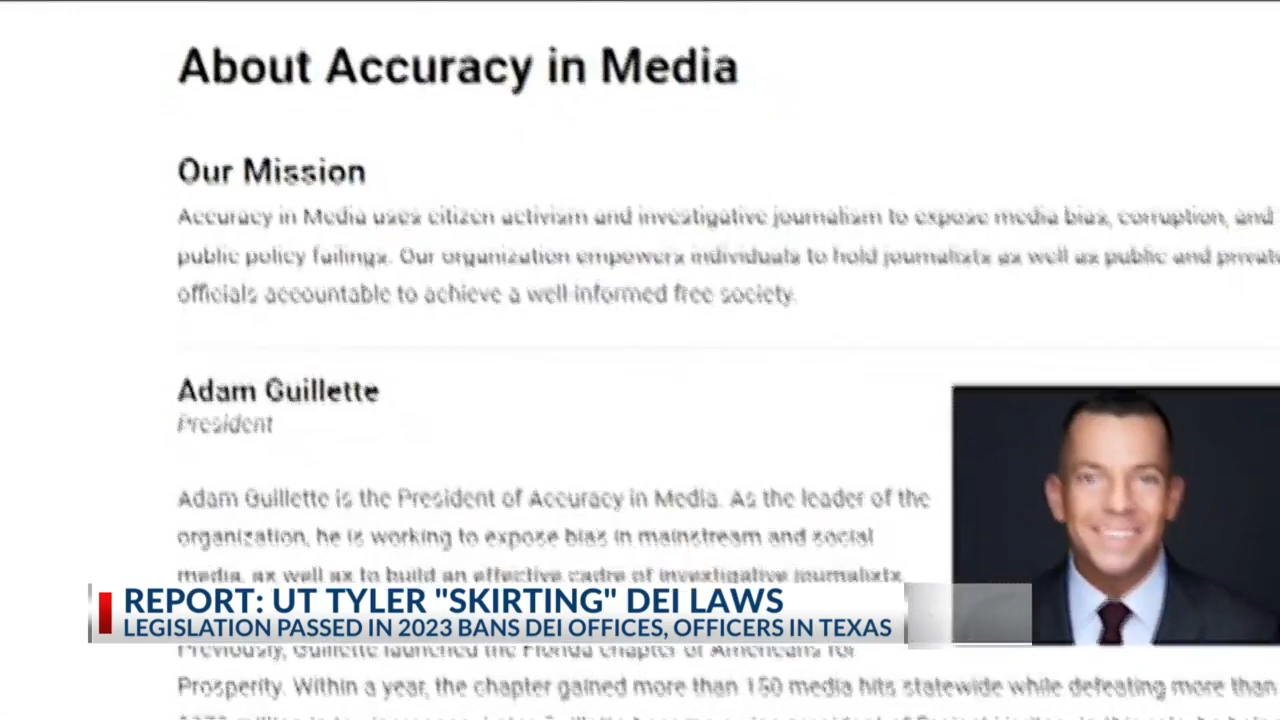 About Accuracy in Media
Our Mission
Accuracy in Media uses citizen activism and investigative journalism to expose media bias, corruption, and
public policy failings. Our organization empowers individuals to hold journalists as well as public and private
officials accountable to achieve a well-informed free society.
Adam Guillette
President
Adam Guillette is the President of Accuracy in Media. As the leader of the
organization, he is working to expose bias in mainstream and social
media, as well as to build an effective cadre of investigative journalists
REPORT: UT TYLER "SKIRTING" DEI LAWS
LEGISLATION PASSED IN 2023 BANS DEI OFFICES, OFFICERS IN TEXAS
Previously, Guillette launched the Florida chapter of Americans for
Prosperity. Within a year, the chapter gained more than 150 media hits statewide while defeating more than